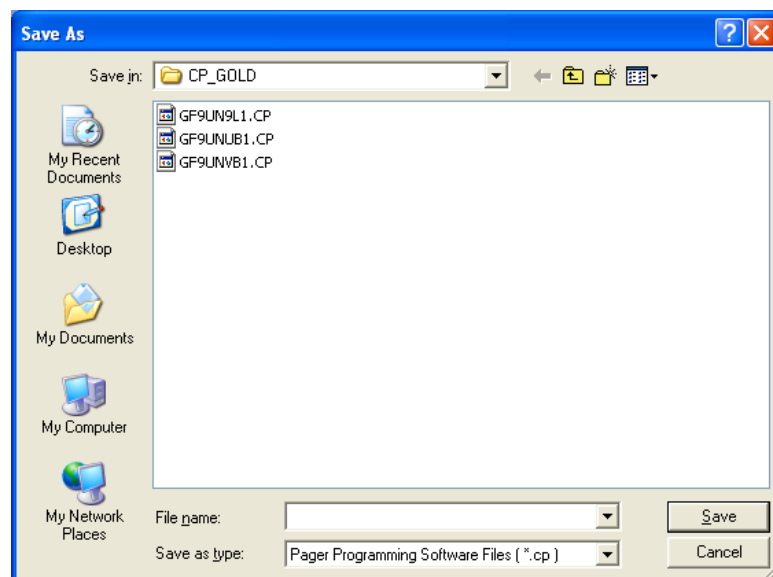 Save As
Save in:
CP_GOLD
GF9UN9L1.CP
GF9UNUB1.CP
GF9UNVB1.CP
My Recent
Documents
Desktop
My Documents
My Computer
My Network
Places
File name:
Save
Save as type:
Pager Programming Software Files ( *.cp )
Cancel